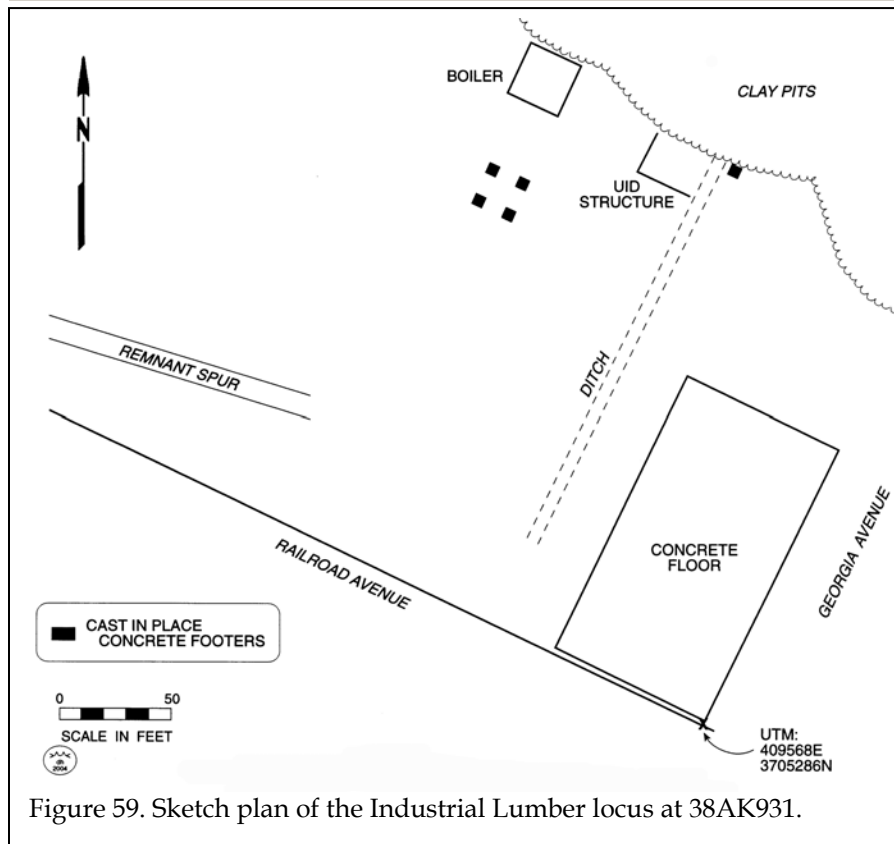 BOILER
CLAY PITS
N
UID
STRUCTURE
REMNANT SPUR
DITCH
RAILROAD AVENUE
CONCRETE
FLOOR
GEORGIA AVENUE
CAST IN PLACE
CONCRETE FOOTERS
0 50
SCALE IN FEET
dh
2004
UTM:
409568E
3705286N
Figure 59. Sketch plan of the Industrial Lumber locus at 38AK931.